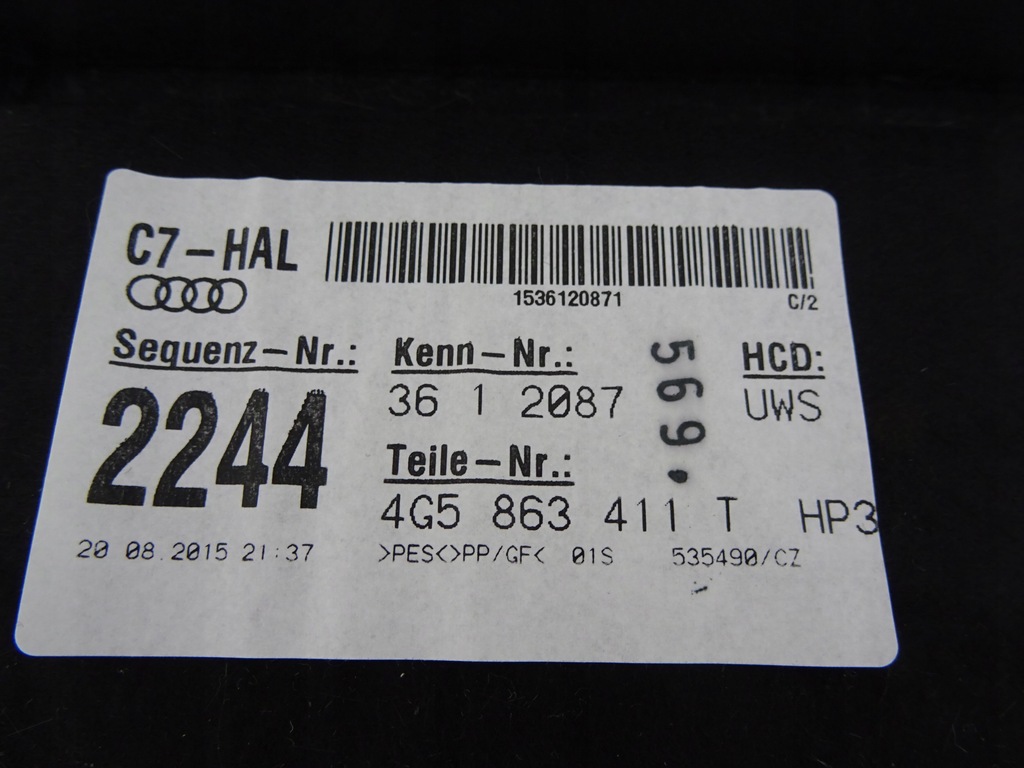 C7-HAL
1536120871
C/2
Sequenz-Nr.: Kenn-Nr.: HCD:
2244 36 1 2087 UWS
569.
Teile-Nr.:
4G5 863 411 T HP3
20 08.2015 21:37 >PES<>PP/GF< 01S 535490/CZ